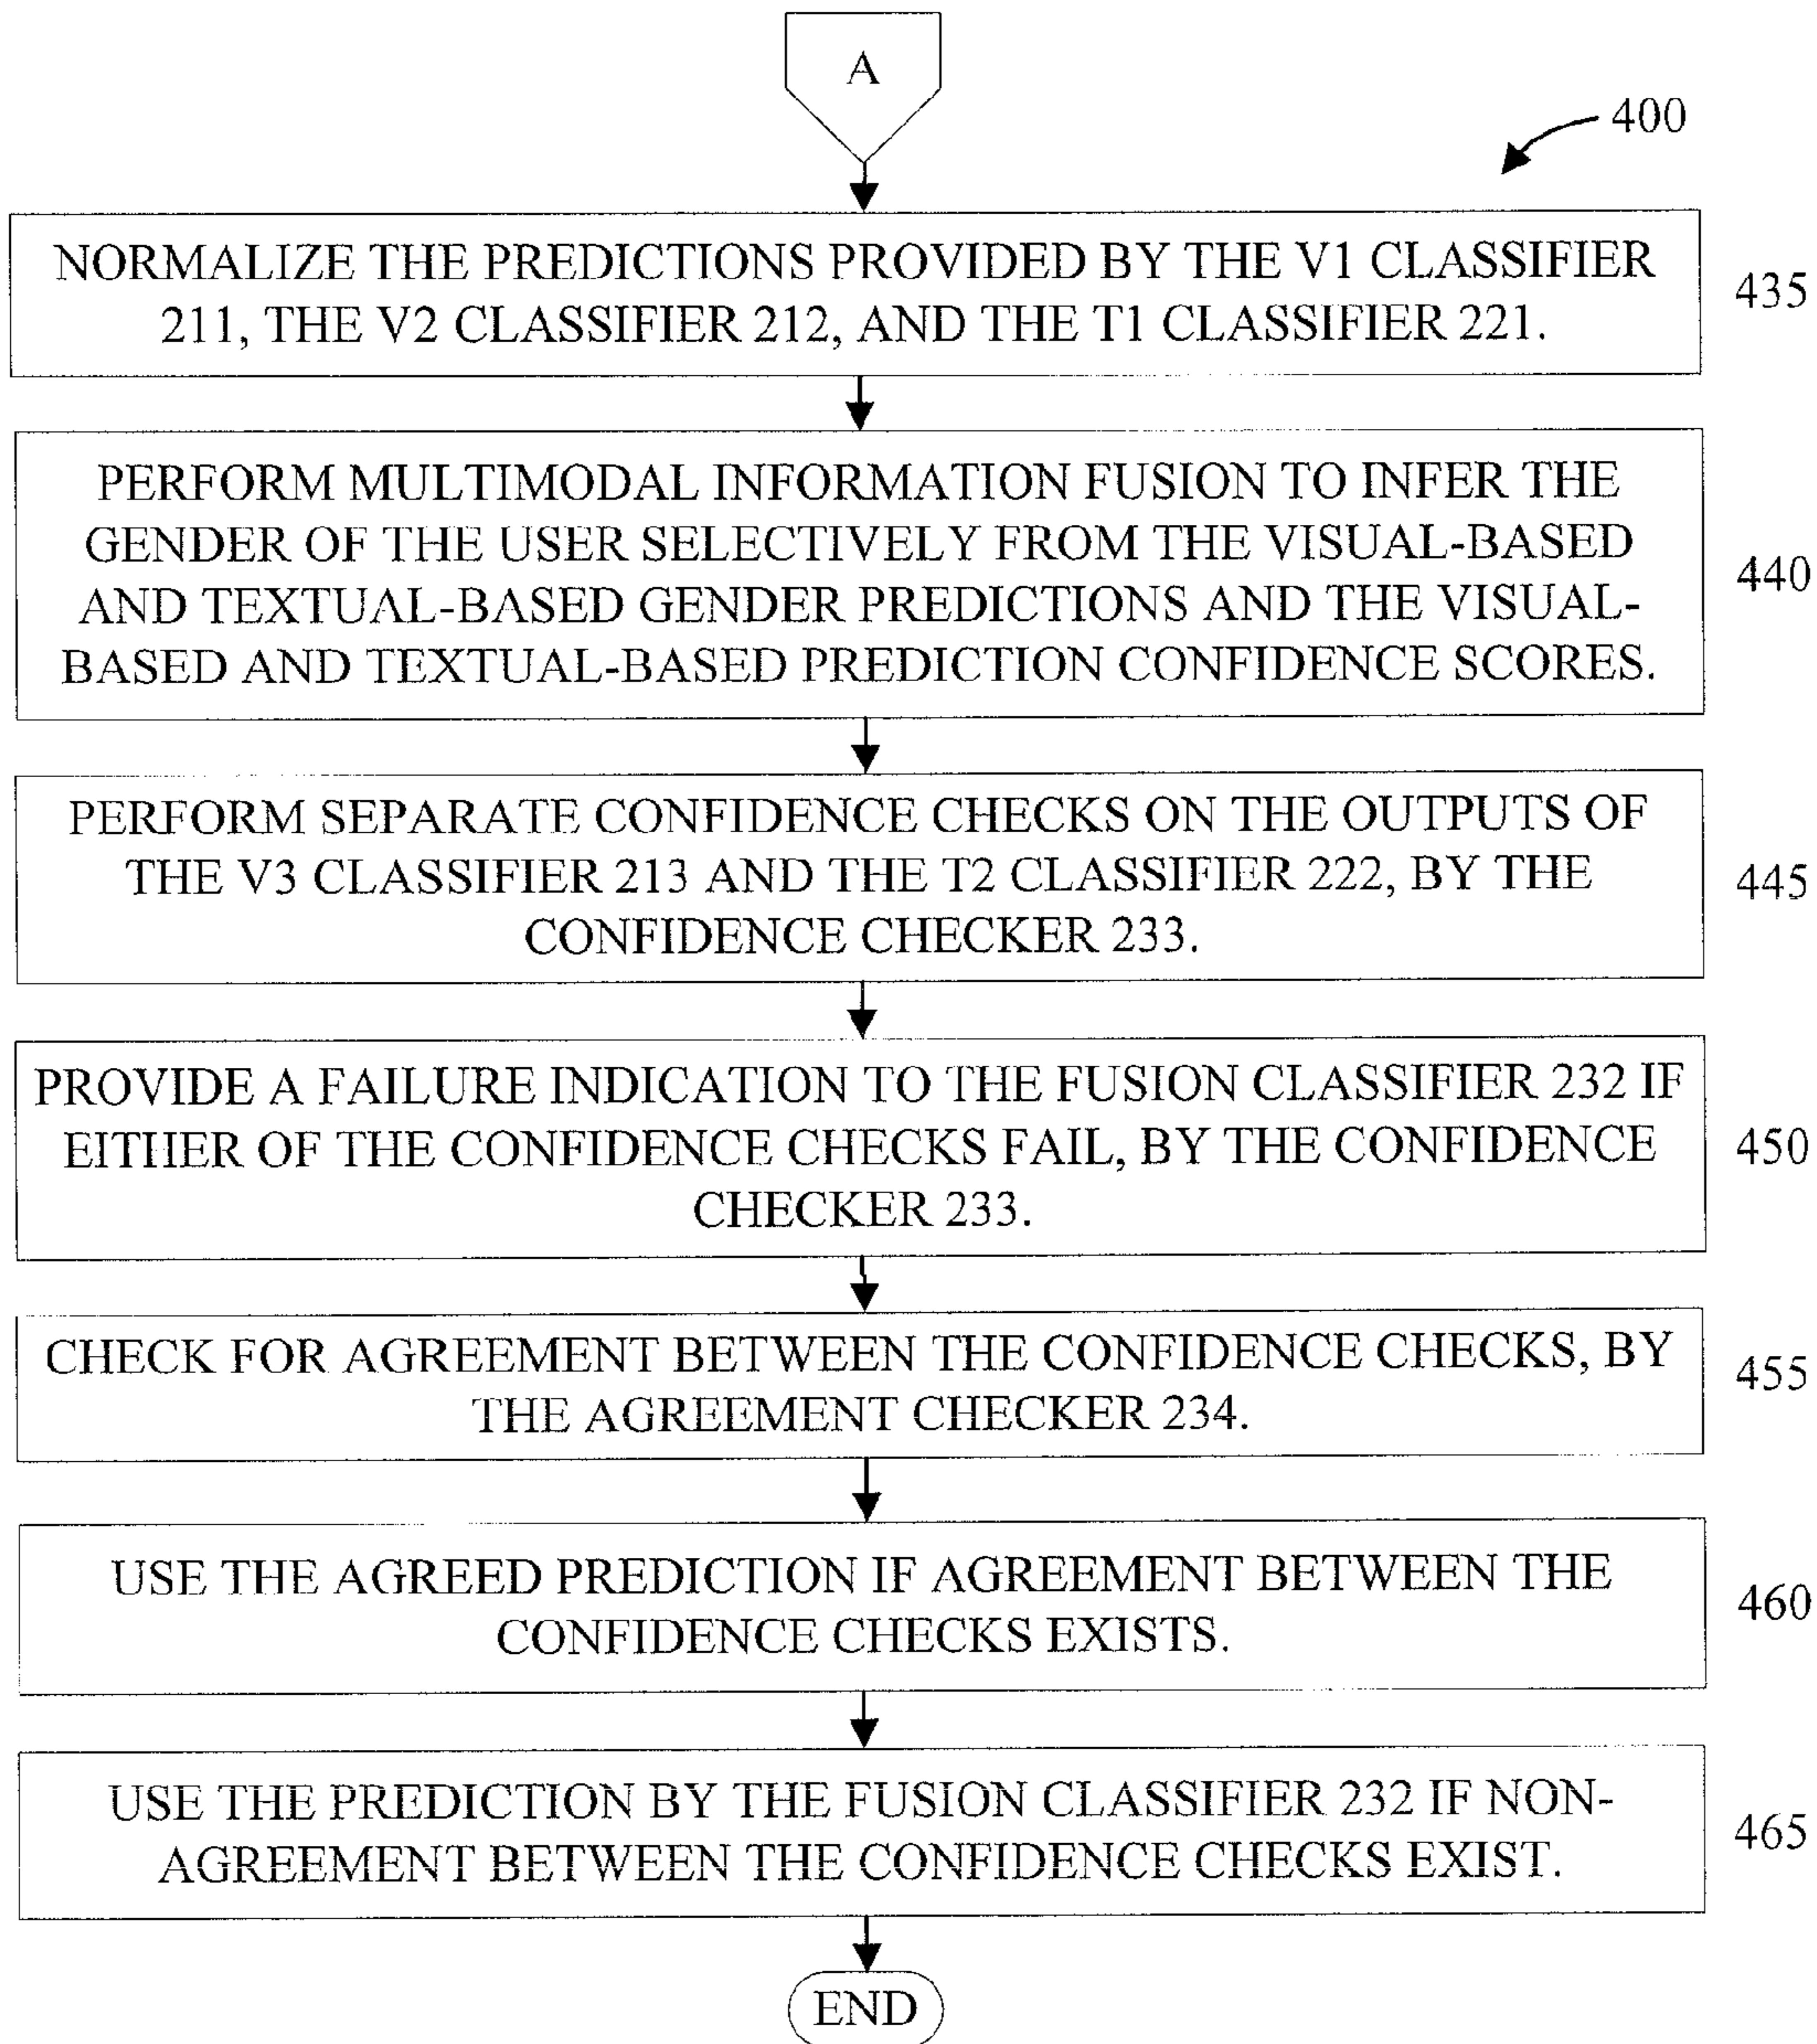 A
400
NORMALIZE THE PREDICTIONS PROVIDED BY THE V1 CLASSIFIER
211, THE V2 CLASSIFIER 212, AND THE T1 CLASSIFIER 221.
435
PERFORM MULTIMODAL INFORMATION FUSION TO INFER THE
GENDER OF THE USER SELECTIVELY FROM THE VISUAL-BASED
AND TEXTUAL-BASED GENDER PREDICTIONS AND THE VISUAL-
BASED AND TEXTUAL-BASED PREDICTION CONFIDENCE SCORES.
440
PERFORM SEPARATE CONFIDENCE CHECKS ON THE OUTPUTS OF
THE V3 CLASSIFIER 213 AND THE T2 CLASSIFIER 222, BY THE
CONFIDENCE CHECKER 233.
445
PROVIDE A FAILURE INDICATION TO THE FUSION CLASSIFIER 232 IF
EITHER OF THE CONFIDENCE CHECKS FAIL, BY THE CONFIDENCE
CHECKER 233.
450
CHECK FOR AGREEMENT BETWEEN THE CONFIDENCE CHECKS, BY
THE AGREEMENT CHECKER 234.
455
USE THE AGREED PREDICTION IF AGREEMENT BETWEEN THE
CONFIDENCE CHECKS EXISTS.
460
USE THE PREDICTION BY THE FUSION CLASSIFIER 232 IF NON-
AGREEMENT BETWEEN THE CONFIDENCE CHECKS EXIST.
465
END